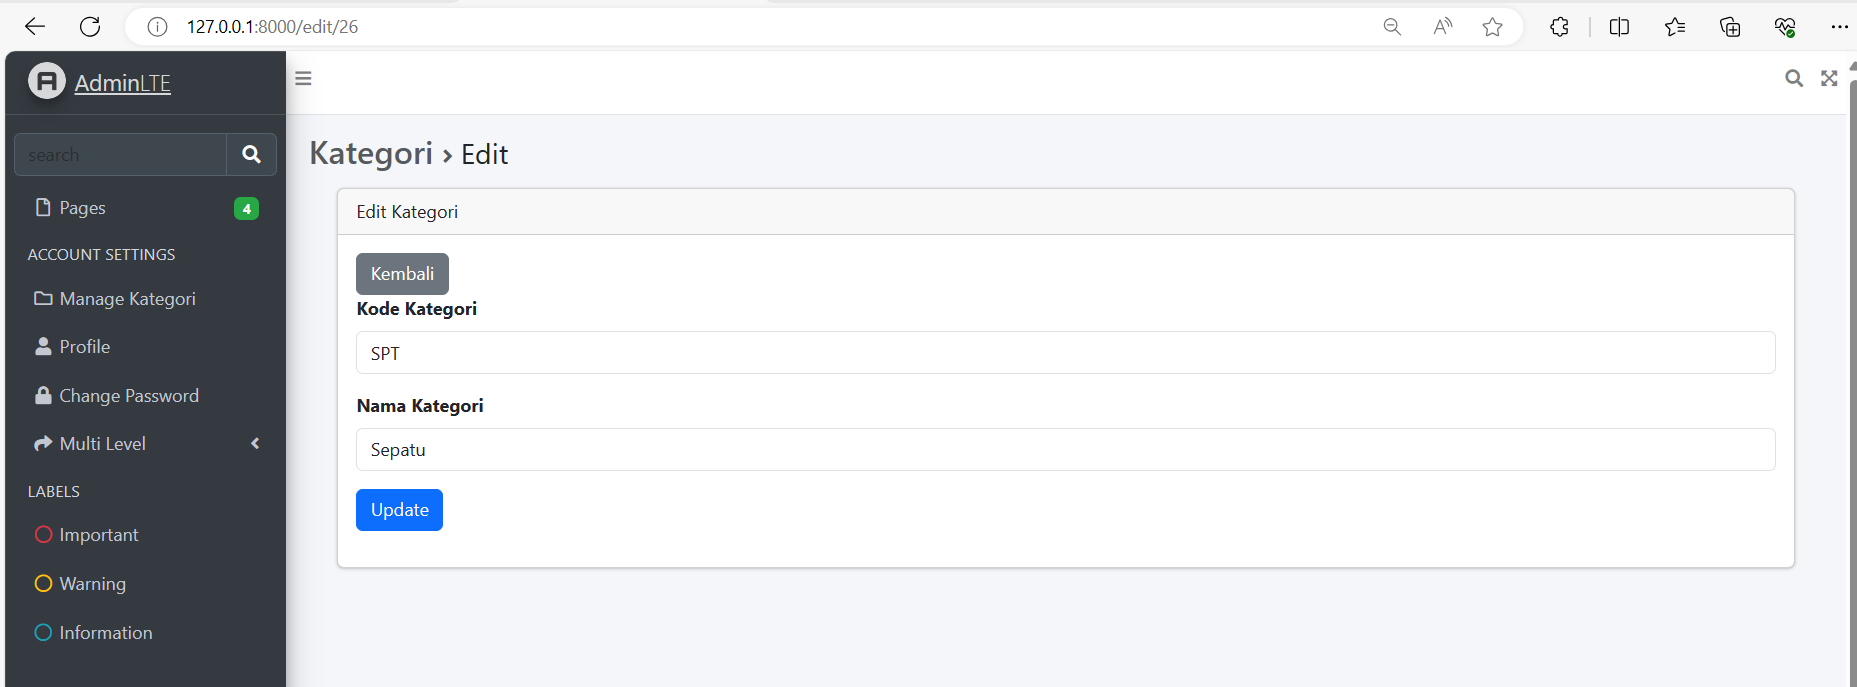 127.0.0.1:8000/edit/26
AdminLTE
search
Pages
4
ACCOUNT SETTINGS
Manage Kategori
Profile
Change Password
Multi Level
LABELS
Important
Warning
Information
Kategori › Edit
Edit Kategori
Kembali
Kode Kategori
SPT
Nama Kategori
Sepatu
Update